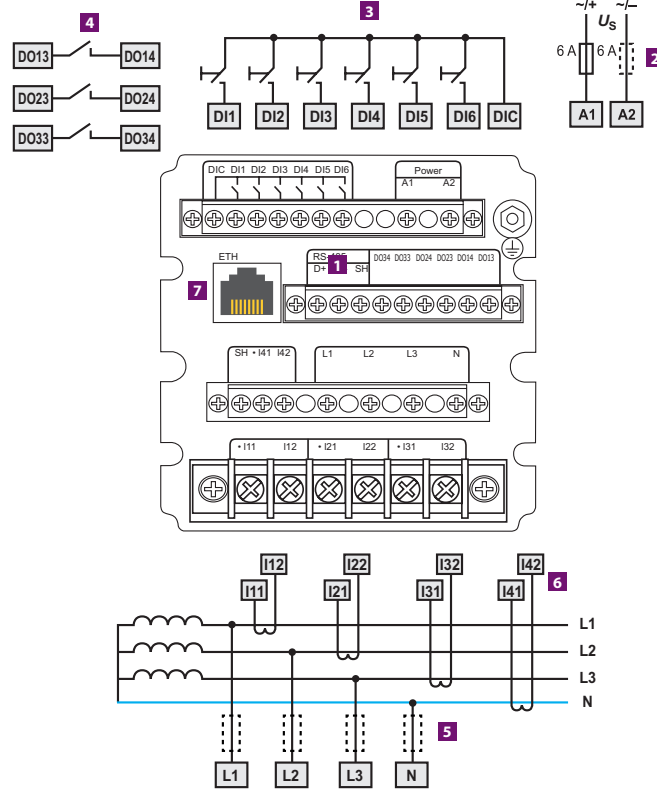 4
DO13 DO14
DO23 DO24
DO33 DO34
3
DI1 DI2 DI3 DI4 DI5 DI6 DIC
~/+ ~/–
US
6 A 6 A 2
A1 A2
DIC DI1 DI2 DI3 DI4 DI5 DI6
Power
A1 A2
ETH
7
RS-485
D+ 1 SH
DO34 DO33 DO24 DO23 DO14 DO13
SH • I41 I42
L1 L2 L3 N
• I11 I12 • I21 I22 • I31 I32
I12 I22 I32 I42 6
I11 I21 I31 I41
L1
L2
L3
N
5
L1 L2 L3 N